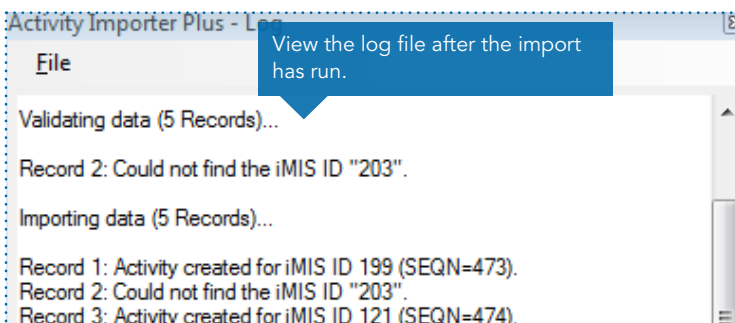 Activity Importer Plus - Log
View the log file after the import
has run.
File
Validating data (5 Records)...
Record 2: Could not find the iMIS ID "203".
Importing data (5 Records)...
Record 1: Activity created for iMIS ID 199 (SEQN=473).
Record 2: Could not find the iMIS ID "203".
Record 3: Activity created for iMIS ID 121 (SEQN=474).